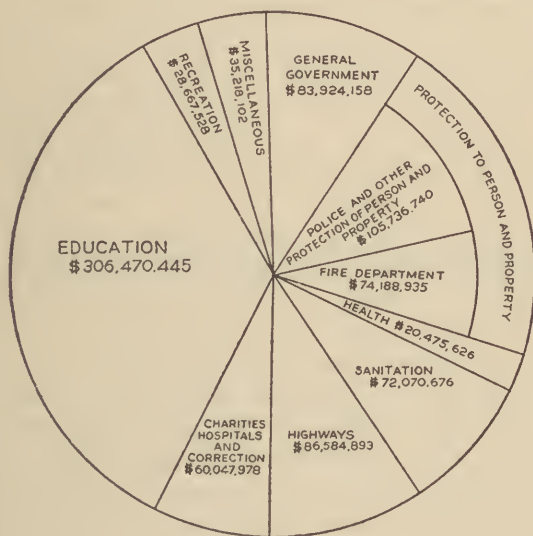 GENERAL
GOVERNMENT
$83,924,158
PROTECTION TO PERSON AND PROPERTY
POLICE AND OTHER
PROTECTION OF PERSON AND
PROPERTY
$105,736,740
FIRE DEPARTMENT
$74,188,935
HEALTH $20,475,626
SANITATION
$72,070,676
HIGHWAYS
$86,584,893
CHARITIES
HOSPITALS
AND
CORRECTION
$60,047,978
EDUCATION
$306,470,445
RECREATION
$28,667,528
MISCELLANEOUS
$35,218,102